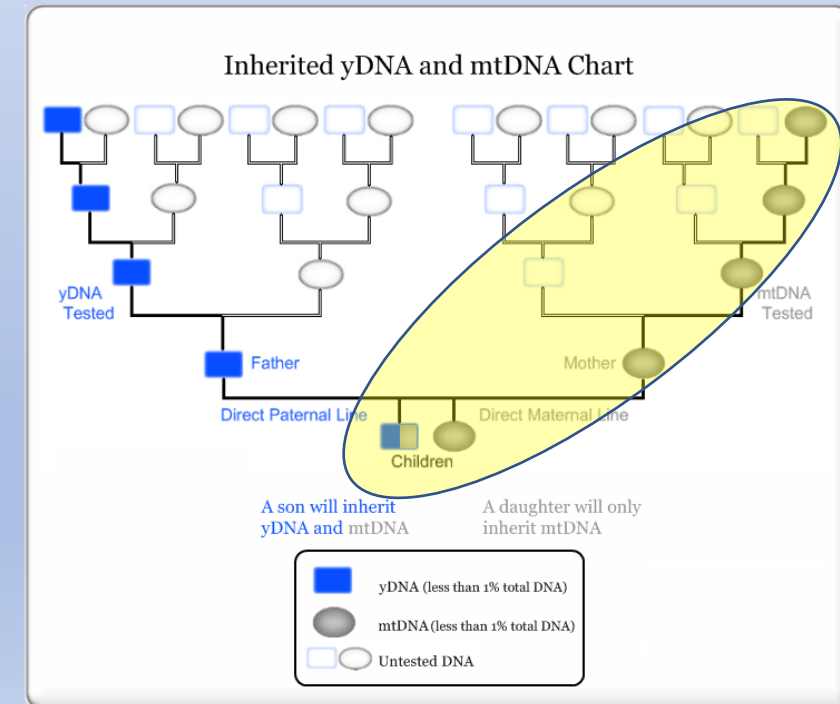 Inherited yDNA and mtDNA Chart
yDNA
Tested
mtDNA
Tested
Father
Mother
Direct Paternal Line
Direct Maternal Line
Children
A son will inherit
yDNA and mtDNA
A daughter will only
inherit mtDNA
yDNA (less than 1% total DNA)
mtDNA (less than 1% total DNA)
Untested DNA